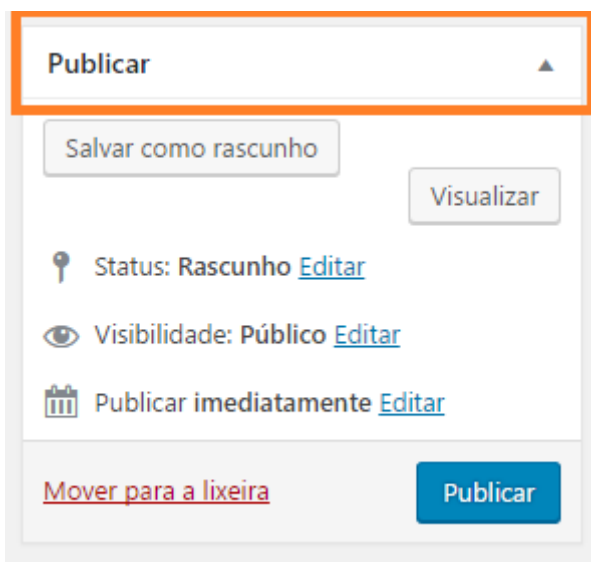 Publicar
Salvar como rascunho
Visualizar
Status: Rascunho Editar
Visibilidade: Público Editar
Publicar imediatamente Editar
Mover para a lixeira
Publicar